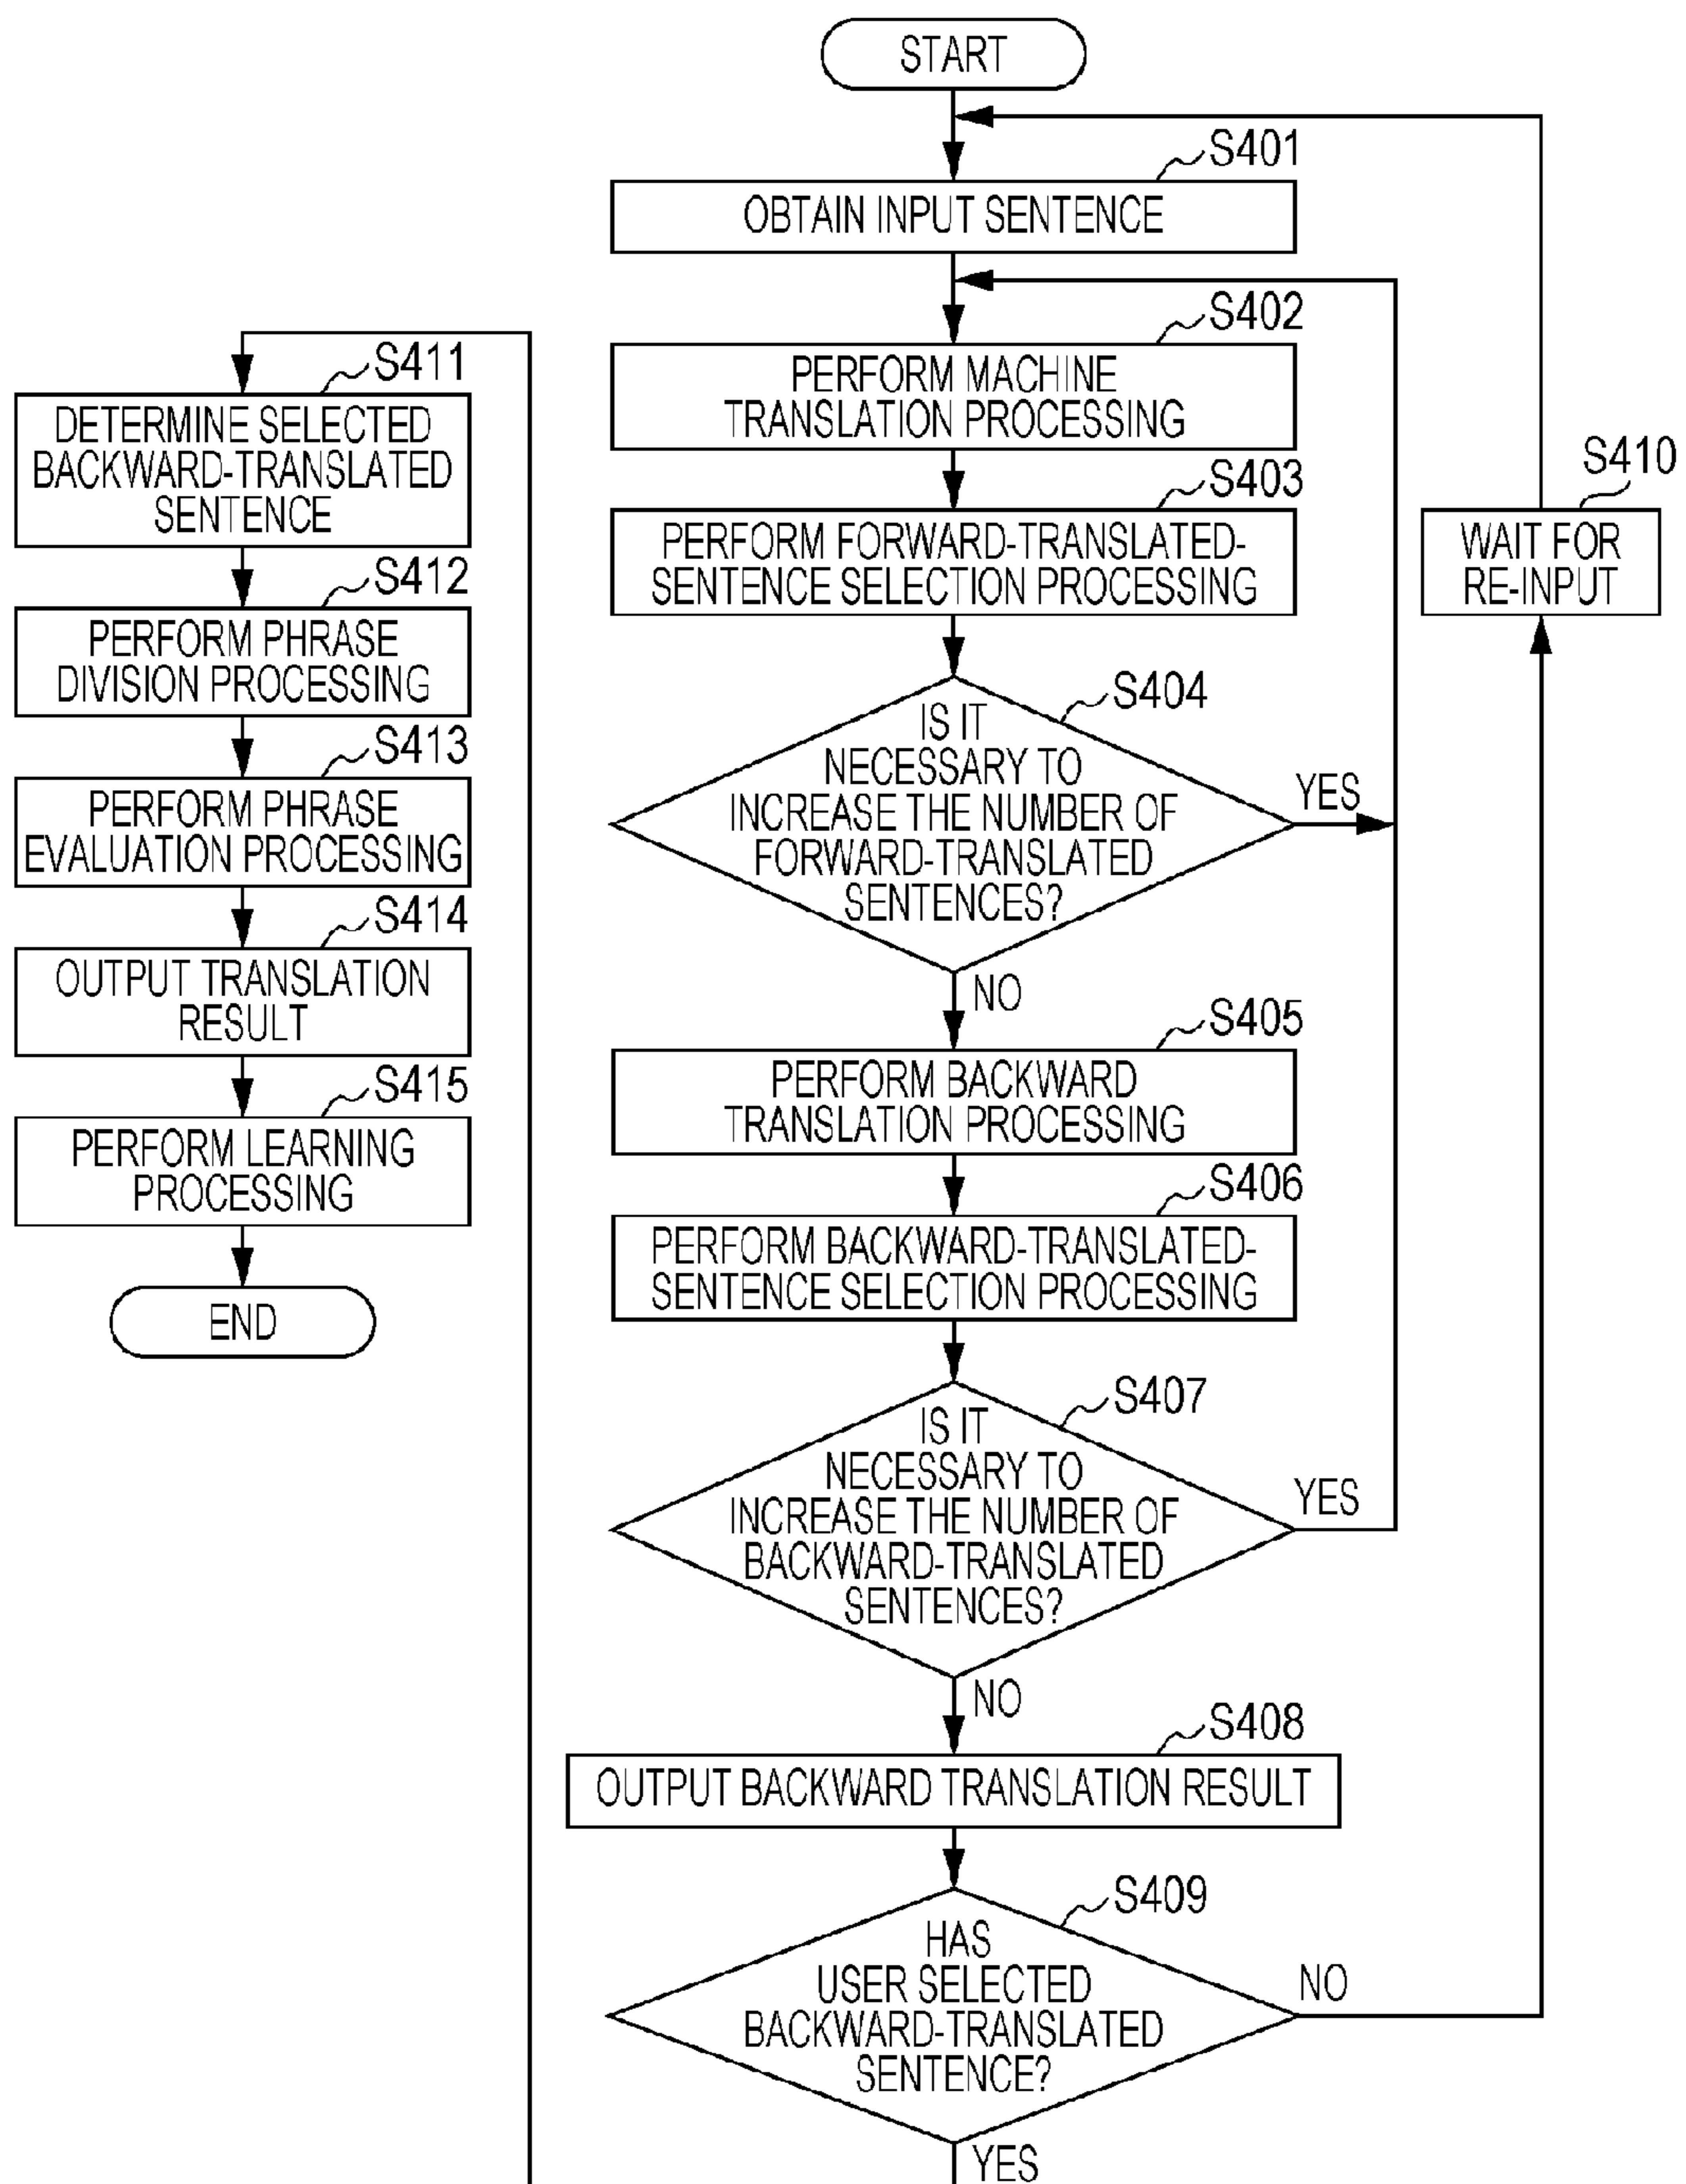 START
S401
OBTAIN INPUT SENTENCE
S402
PERFORM MACHINE
TRANSLATION PROCESSING
S403
PERFORM FORWARD-TRANSLATED-
SENTENCE SELECTION PROCESSING
S404
IS IT
NECESSARY TO
INCREASE THE NUMBER OF
FORWARD-TRANSLATED
SENTENCES?
YES
NO
S405
PERFORM BACKWARD
TRANSLATION PROCESSING
S406
PERFORM BACKWARD-TRANSLATED-
SENTENCE SELECTION PROCESSING
S407
IS IT
NECESSARY TO
INCREASE THE NUMBER OF
BACKWARD-TRANSLATED
SENTENCES?
YES
NO
S408
OUTPUT BACKWARD TRANSLATION RESULT
S409
HAS
USER SELECTED
BACKWARD-TRANSLATED
SENTENCE?
NO
YES
S410
WAIT FOR
RE-INPUT
S411
DETERMINE SELECTED
BACKWARD-TRANSLATED
SENTENCE
S412
PERFORM PHRASE
DIVISION PROCESSING
S413
PERFORM PHRASE
EVALUATION PROCESSING
S414
OUTPUT TRANSLATION
RESULT
S415
PERFORM LEARNING
PROCESSING
END